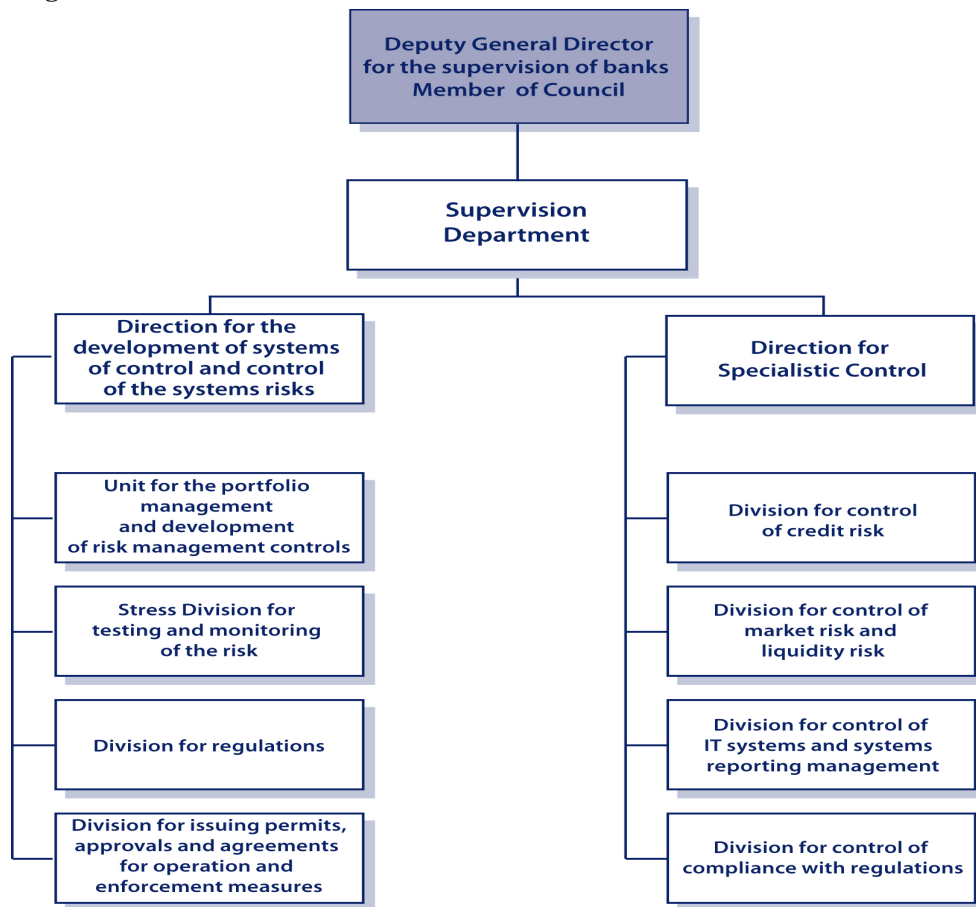 Deputy General Director
for the supervision of banks
Member of Council
Supervision
Department
Direction for the
development of systems
of control and control
of the systems risks
Direction for
Specialistic Control
Unit for the portfolio
management
and development
of risk management controls
Division for control
of credit risk
Stress Division for
testing and monitoring
of the risk
Division for control of
market risk and
liquidity risk
Division for regulations
Division for control of
IT systems and systems
reporting management
Division for issuing permits,
approvals and agreements
for operation and
enforcement measures
Division for control of
compliance with regulations